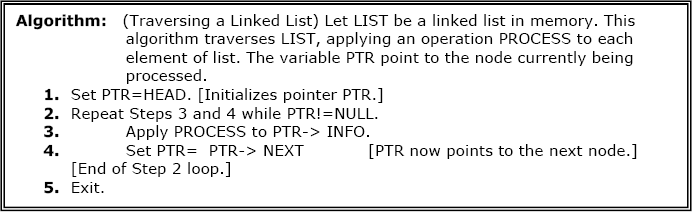 Algorithm: (Traversing a Linked List) Let LIST be a linked list in memory. This
algorithm traverses LIST, applying an operation PROCESS to each
element of list. The variable PTR point to the node currently being
processed.
1. Set PTR=HEAD. [Initializes pointer PTR.]
2. Repeat Steps 3 and 4 while PTR!=NULL.
3. Apply PROCESS to PTR-> INFO.
4. Set PTR= PTR-> NEXT [PTR now points to the next node.]
[End of Step 2 loop.]
5. Exit.